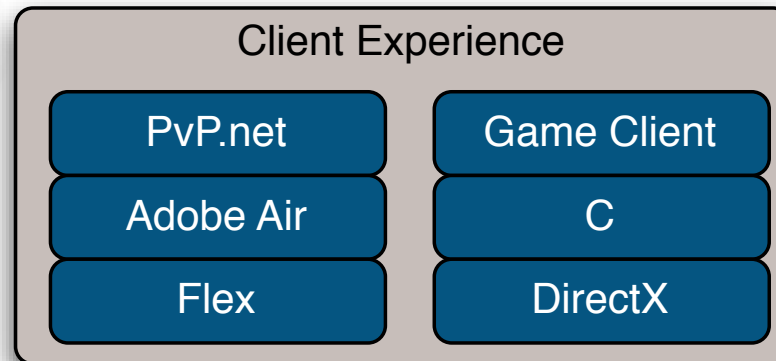 Client Experience
PvP.net
Game Client
Adobe Air
C
Flex
DirectX